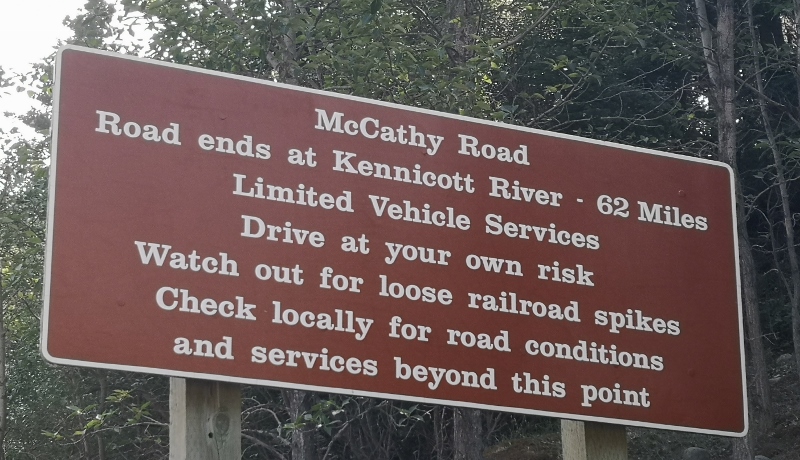 McCathy Road
Road ends at Kennicott River - 62 Miles
Limited Vehicle Services
Drive at your own risk
Watch out for loose railroad spikes
Check locally for road conditions
and services beyond this point